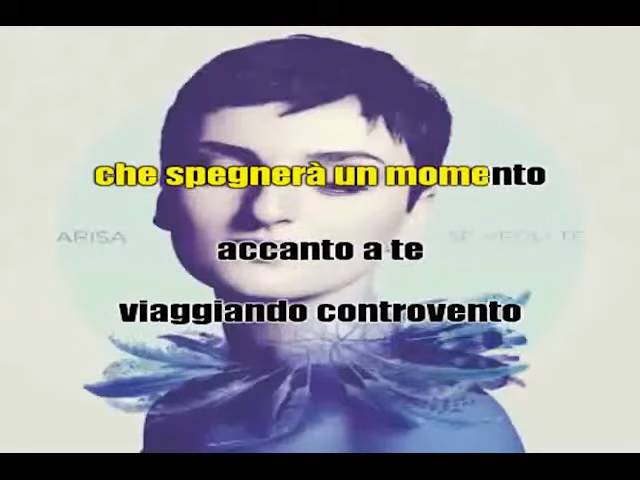 che spegnerà un momento
ARISA
accanto a te
viaggiando controvento